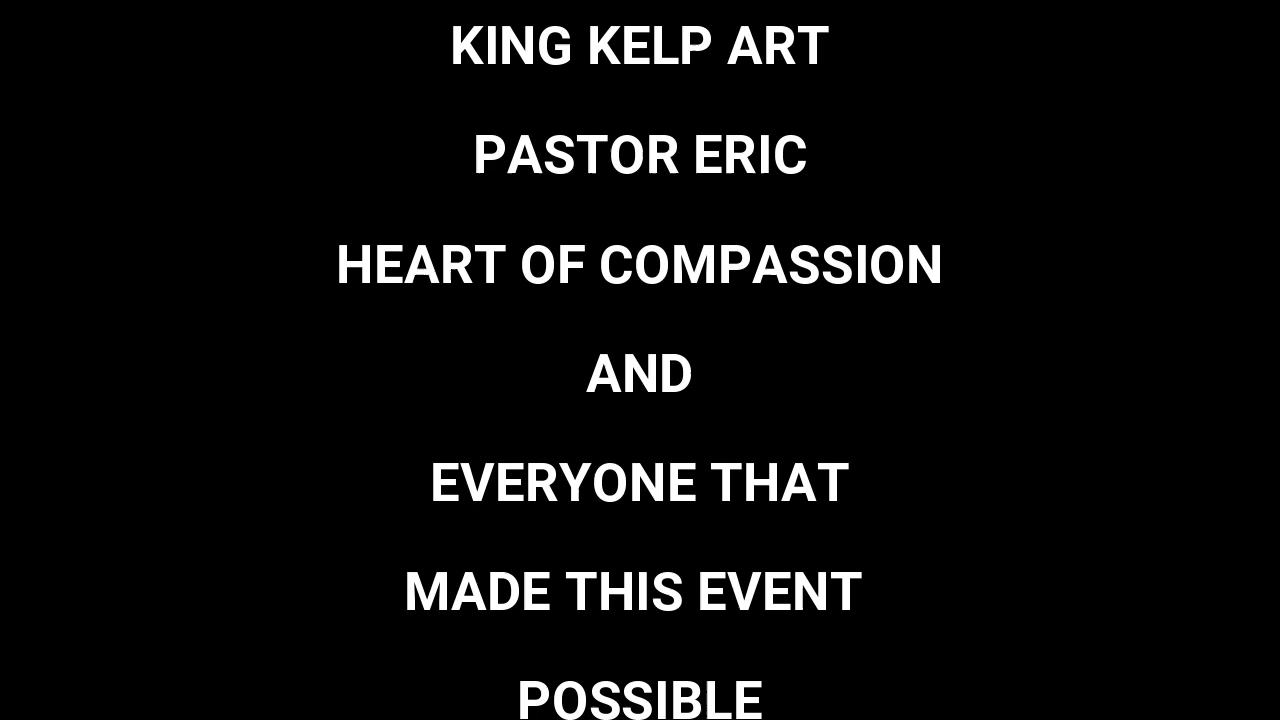 KING KELP ART
PASTOR ERIC
HEART OF COMPASSION
AND
EVERYONE THAT
MADE THIS EVENT
POSSIBLE